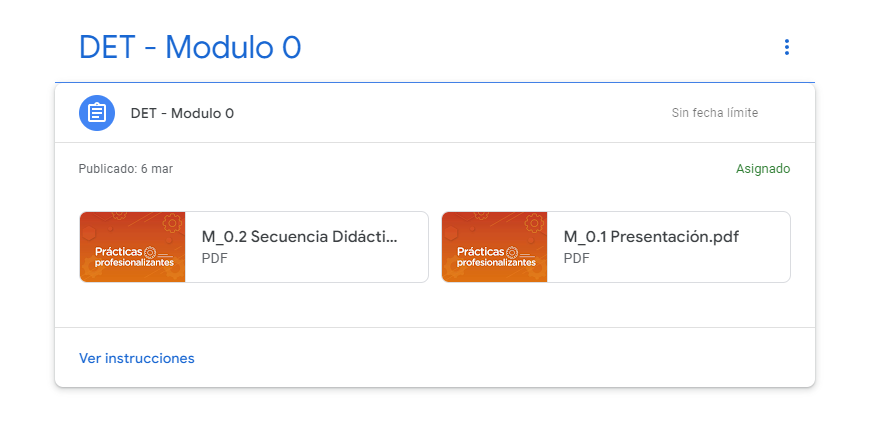 DET - Modulo 0
DET - Modulo 0
Sin fecha límite
Publicado: 6 mar
Asignado
Prácticas
profesionalizantes
M_0.2 Secuencia Didácti...
PDF
Prácticas
profesionalizantes
M_0.1 Presentación.pdf
PDF
Ver instrucciones